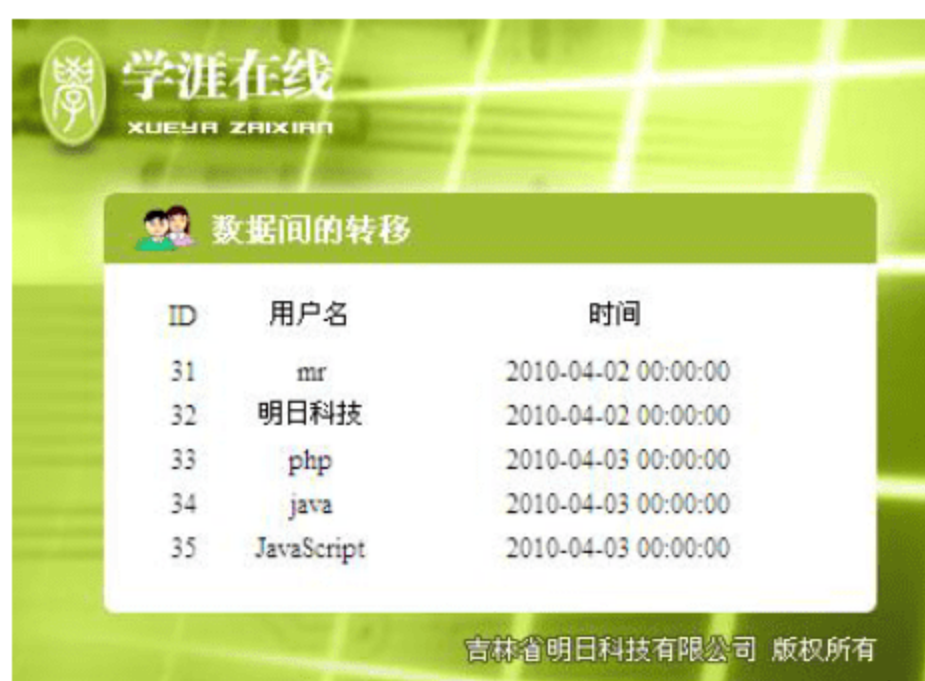 學
学涯在线
XUEYA ZAIXIAN
数据间的转移
ID 用户名 时间
31 mr 2010-04-02 00:00:00
32 明日科技 2010-04-02 00:00:00
33 php 2010-04-03 00:00:00
34 java 2010-04-03 00:00:00
35 JavaScript 2010-04-03 00:00:00
吉林省明日科技有限公司 版权所有